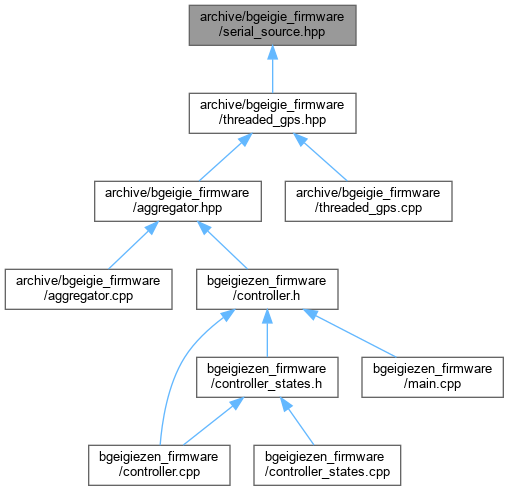 archive/bgeigie_firmware
/serial_source.hpp
archive/bgeigie_firmware
/threaded_gps.hpp
archive/bgeigie_firmware
/aggregator.hpp
archive/bgeigie_firmware
/threaded_gps.cpp
archive/bgeigie_firmware
/aggregator.cpp
bgeigiezen_firmware
/controller.h
bgeigiezen_firmware
/controller_states.h
bgeigiezen_firmware
/main.cpp
bgeigiezen_firmware
/controller.cpp
bgeigiezen_firmware
/controller_states.cpp